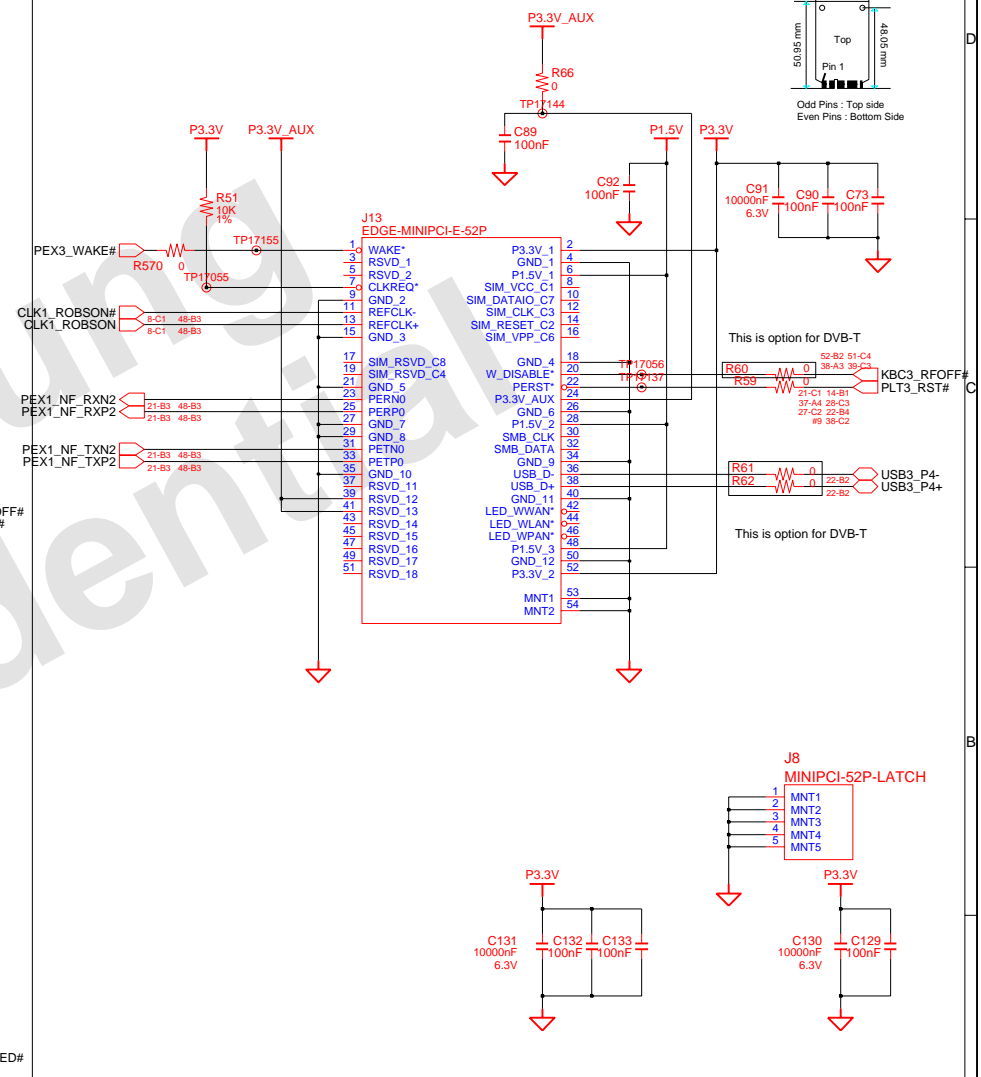 P3.3V_AUX
50.95 mm
Top
48.05 mm
D
R66
0
Pin 1
TP17144
Odd Pins : Top side
Even Pins : Bottom Side
P3.3V
P3.3V_AUX
C89
100nF
P1.5V
P3.3V
C92
100nF
C91
10000nF
6.3V
C90
100nF
C73
100nF
R51
10K
1%
J13
EDGE-MINIPCI-E-52P
PEX3_WAKE#
R570
0
TP17155
TP17055
1 WAKE*
3 RSVD_1
5 RSVD_2
7 CLKREQ*
9 GND_2
11 REFCLK-
13 REFCLK+
15 GND_3
17 SIM_RSVD_C8
19 SIM_RSVD_C4
21 GND_5
23 PERN0
25 PERP0
27 GND_7
29 GND_8
31 PETN0
33 PETP0
35 GND_10
37 RSVD_11
39 RSVD_12
41 RSVD_13
43 RSVD_14
45 RSVD_15
47 RSVD_16
49 RSVD_17
51 RSVD_18
P3.3V_1 2
GND_1 4
P1.5V_1 6
SIM_VCC_C1 8
SIM_DATAIO_C7 10
SIM_CLK_C3 12
SIM_RESET_C2 14
SIM_VPP_C6 16
GND_4 18
W_DISABLE* 20
PERST* 22
P3.3V_AUX 24
GND_6 26
P1.5V_2 28
SMB_CLK 30
SMB_DATA 32
GND_9 34
USB_D- 36
USB_D+ 38
GND_11 40
LED_WWAN* 42
LED_WLAN* 44
LED_WPAN* 46
P1.5V_3 48
GND_12 50
P3.3V_2 52
MNT1 53
MNT2 54
CLK1_ROBSON# 8-C1 48-B3
CLK1_ROBSON 8-C1 48-B3
PEX1_NF_RXN2 21-B3 48-B3
PEX1_NF_RXP2 21-B3 48-B3
PEX1_NF_TXN2 21-B3 48-B3
PEX1_NF_TXP2 21-B3 48-B3
This is option for DVB-T
TP17056
TP17137
R60 0
52-B2 51-C4
38-A3 39-C3
KBC3_RFOFF#
R59 0
PLT3_RST#
21-C1 14-B1
37-A4 28-C3
27-C2 22-B4
#9 38-C2
C
R61 0
22-B2
USB3_P4-
R62 0
22-B2
USB3_P4+
This is option for DVB-T
OFF#
#
B
J8
MINIPCI-52P-LATCH
1 MNT1
2 MNT2
3 MNT3
4 MNT4
5 MNT5
P3.3V
P3.3V
C131
10000nF
6.3V
C132
100nF
C133
100nF
C130
10000nF
6.3V
C129
100nF
ED#
ung
dential